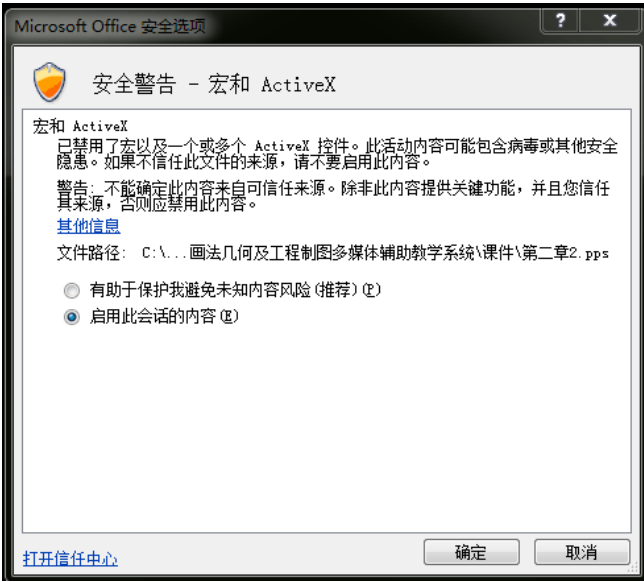 Microsoft Office 安全选项
安全警告 - 宏和 ActiveX
宏和 ActiveX
已禁用了宏以及一个或多个 ActiveX 控件。此活动内容可能包含病毒或其他安全
隐患。如果不信任此文件的来源，请不要启用此内容。
警告: 不能确定此内容来自可信任来源。除非此内容提供关键功能，并且您信任
其来源，否则应禁用此内容。
其他信息
文件路径: C:\...画法几何及工程制图多媒体辅助教学系统\课件\第二章2.pps
有助于保护我避免未知内容风险(推荐)(P)
启用此会话的内容(E)
打开信任中心
确定
取消